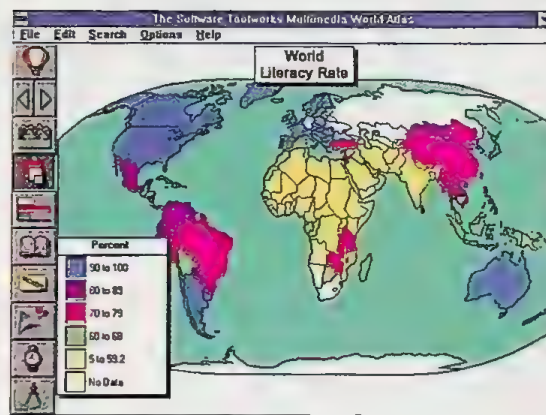 The Software Toolworks Multimedia World Atlas
File Edit Search Options Help
World
Literacy Rate
Percent
90 to 100
80 to 89
70 to 79
60 to 69
5 to 59.2
No Data